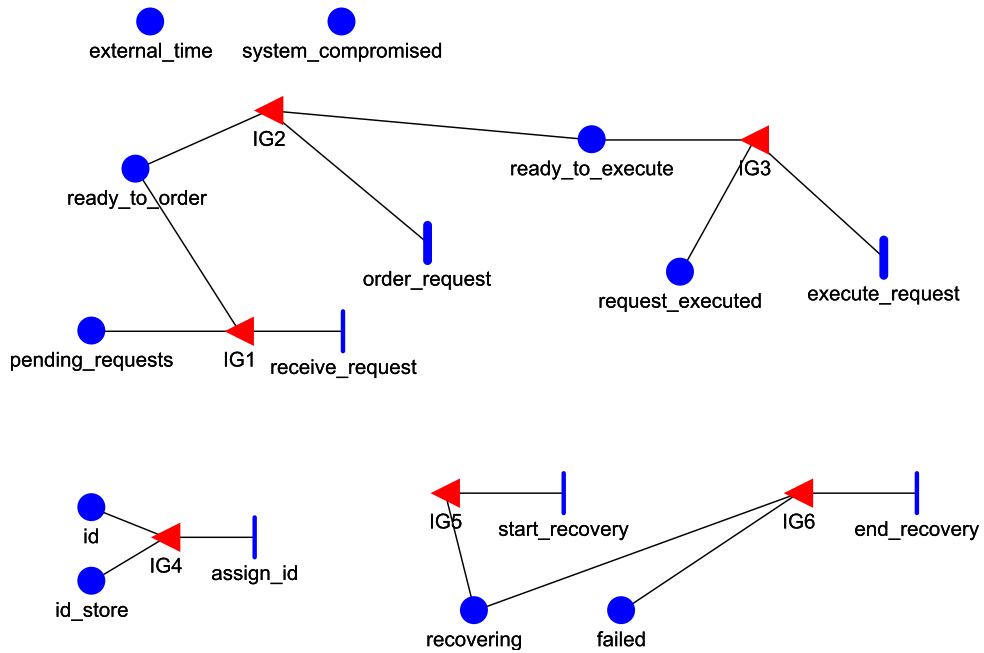 external_time
system_compromised
IG2
ready_to_execute
IG3
ready_to_order
order_request
request_executed
execute_request
pending_requests
IG1
receive_request
id
IG4
assign_id
id_store
IG5
start_recovery
IG6
end_recovery
recovering
failed